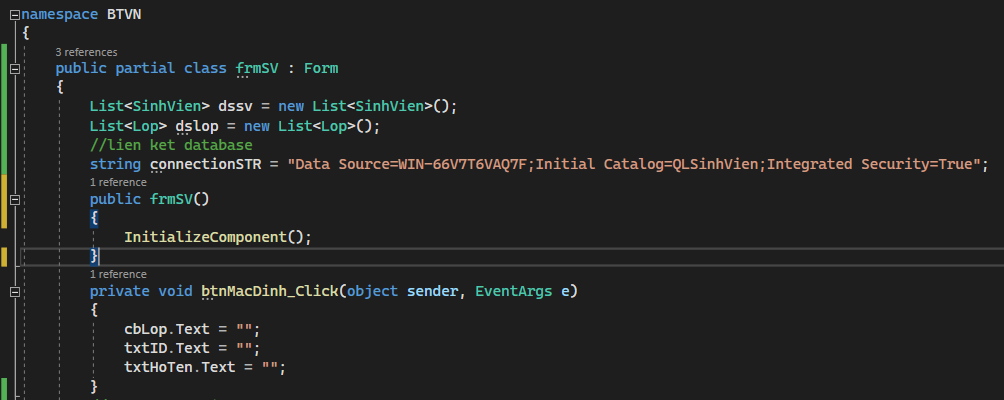 namespace BTVN
{
3 references
public partial class frmSV : Form
{
List<SinhVien> dssv = new List<SinhVien>();
List<Lop> dslop = new List<Lop>();
//lien ket database
string connectionSTR = "Data Source=WIN-66V7T6VAQ7F;Initial Catalog=QLSinhVien;Integrated Security=True";
1 reference
public frmSV()
{
InitializeComponent();
}
1 reference
private void btnMacDinh_Click(object sender, EventArgs e)
{
cbLop.Text = "";
txtID.Text = "";
txtHoTen.Text = "";
}